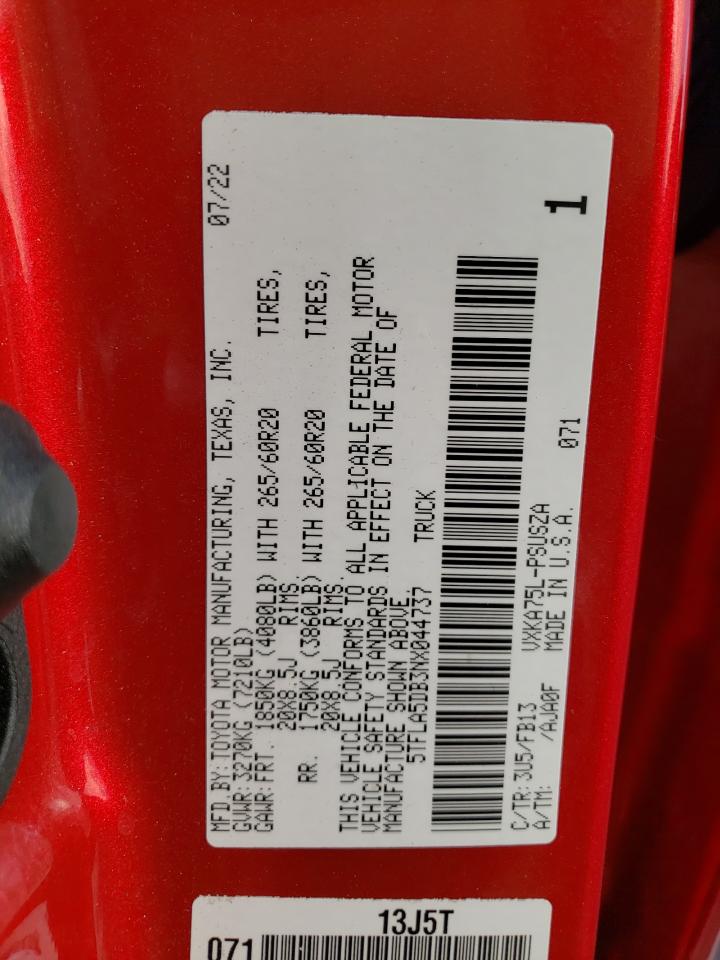 MFD.BY:TOYOTA MOTOR MANUFACTURING, TEXAS, INC. 07/22
GVWR:3270KG (7210LB)
GAWR:FRT. 1850KG (4080LB) WITH 265/60R20 TIRES,
20X8.5J RIMS
RR. 1750KG (3860LB) WITH 265/60R20 TIRES,
20X8.5J RIMS.
THIS VEHICLE CONFORMS TO ALL APPLICABLE FEDERAL MOTOR
VEHICLE SAFETY STANDARDS IN EFFECT ON THE DATE OF
MANUFACTURE SHOWN ABOVE.
5TFLA5DB3NX044737 TRUCK
C/TR:3U5/FB13 VXKA75L-PSUSZA 071
A/TM: /AJA0F MADE IN U.S.A.
1
13J5T
071